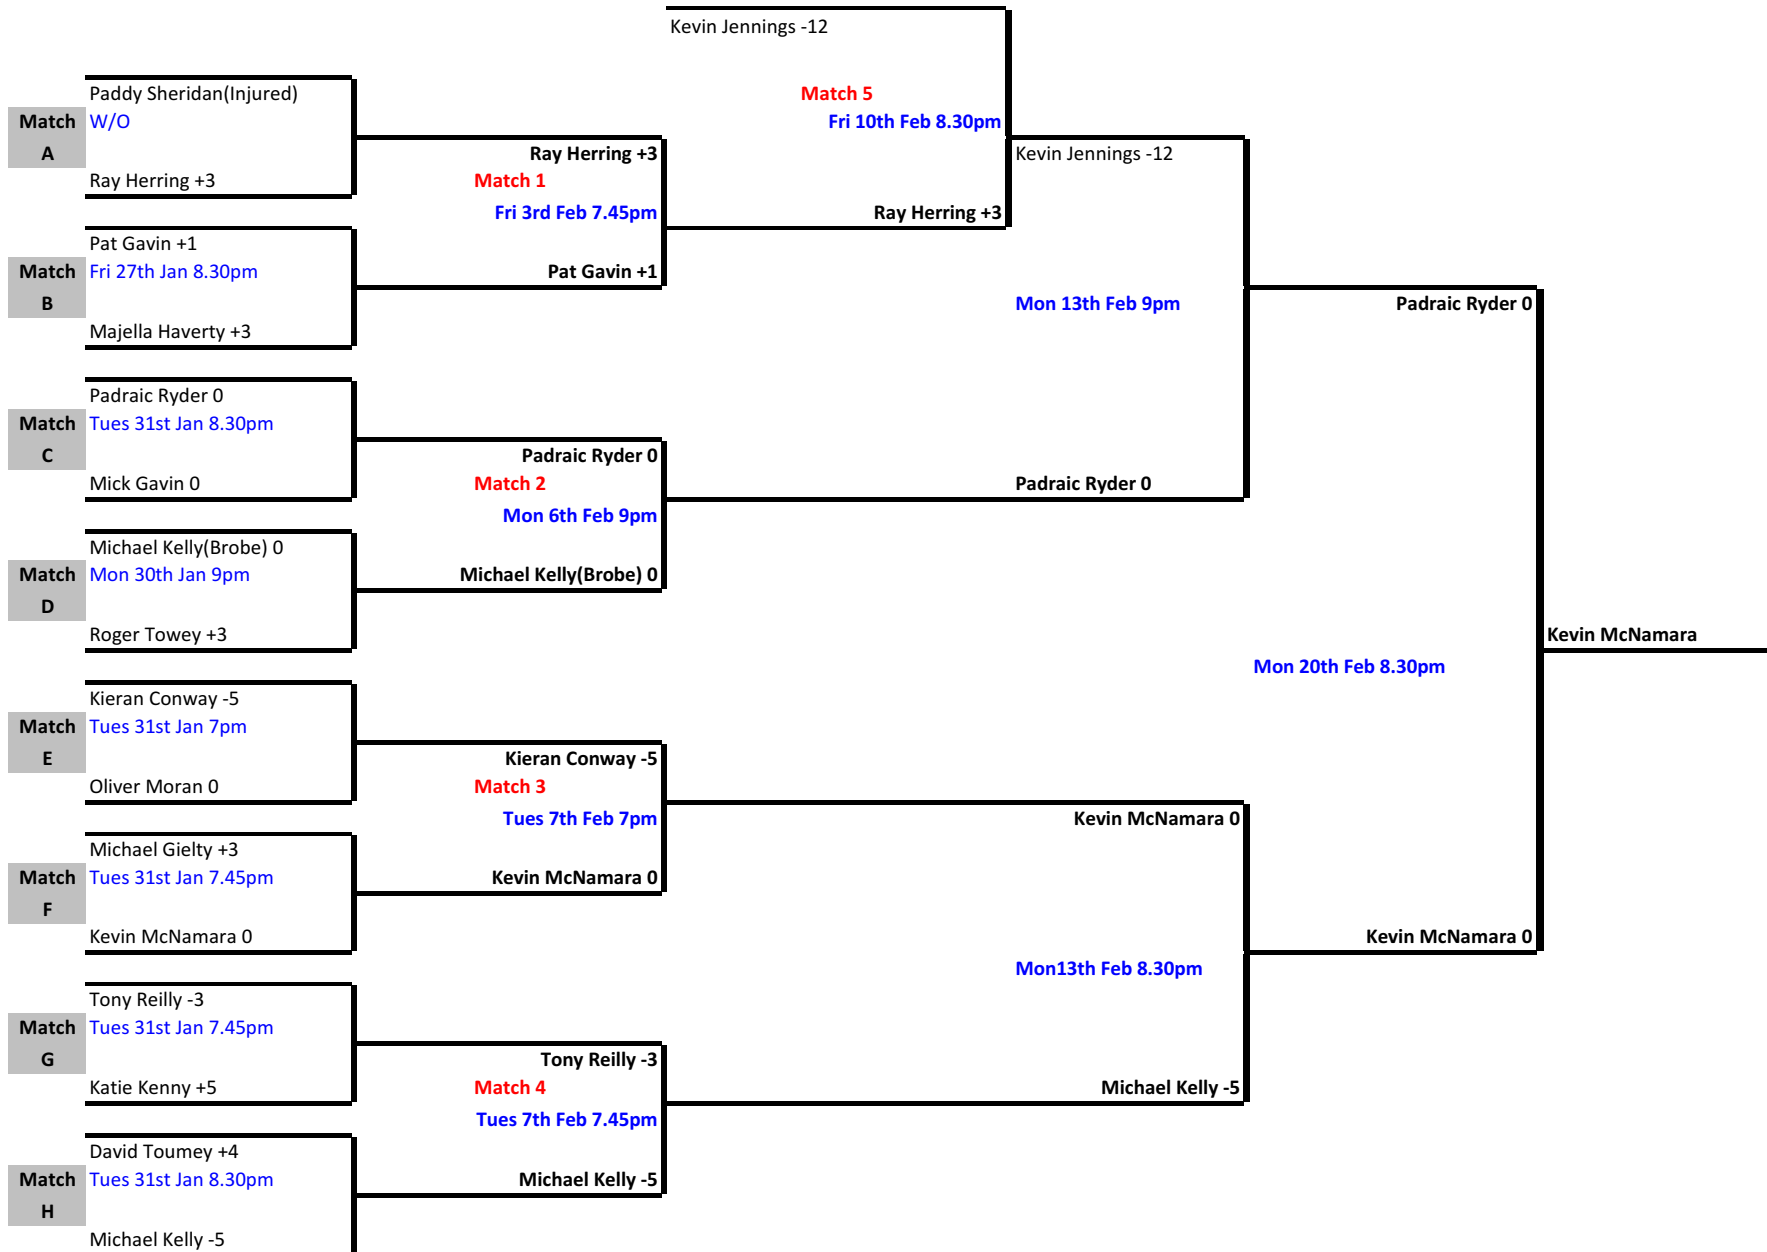 Kevin Jennings -12
Match 5
Fri 10th Feb 8.30pm
Kevin Jennings -12
Ray Herring +3
Paddy Sheridan(Injured)
Match A
W/O
Ray Herring +3
Ray Herring +3
Match 1
Fri 3rd Feb 7.45pm
Pat Gavin +1
Pat Gavin +1
Match B
Fri 27th Jan 8.30pm
Majella Haverty +3
Mon 13th Feb 9pm
Padraic Ryder 0
Padraic Ryder 0
Match C
Tues 31st Jan 8.30pm
Mick Gavin 0
Padraic Ryder 0
Match 2
Mon 6th Feb 9pm
Michael Kelly(Brobe) 0
Padraic Ryder 0
Michael Kelly(Brobe) 0
Match D
Mon 30th Jan 9pm
Roger Towey +3
Kevin McNamara
Mon 20th Feb 8.30pm
Kieran Conway -5
Match E
Tues 31st Jan 7pm
Oliver Moran 0
Kieran Conway -5
Match 3
Tues 7th Feb 7pm
Kevin McNamara 0
Kevin McNamara 0
Michael Gielty +3
Match F
Tues 31st Jan 7.45pm
Kevin McNamara 0
Kevin McNamara 0
Mon13th Feb 8.30pm
Tony Reilly -3
Match G
Tues 31st Jan 7.45pm
Katie Kenny +5
Tony Reilly -3
Match 4
Tues 7th Feb 7.45pm
Michael Kelly -5
Michael Kelly -5
David Toumey +4
Match H
Tues 31st Jan 8.30pm
Michael Kelly -5